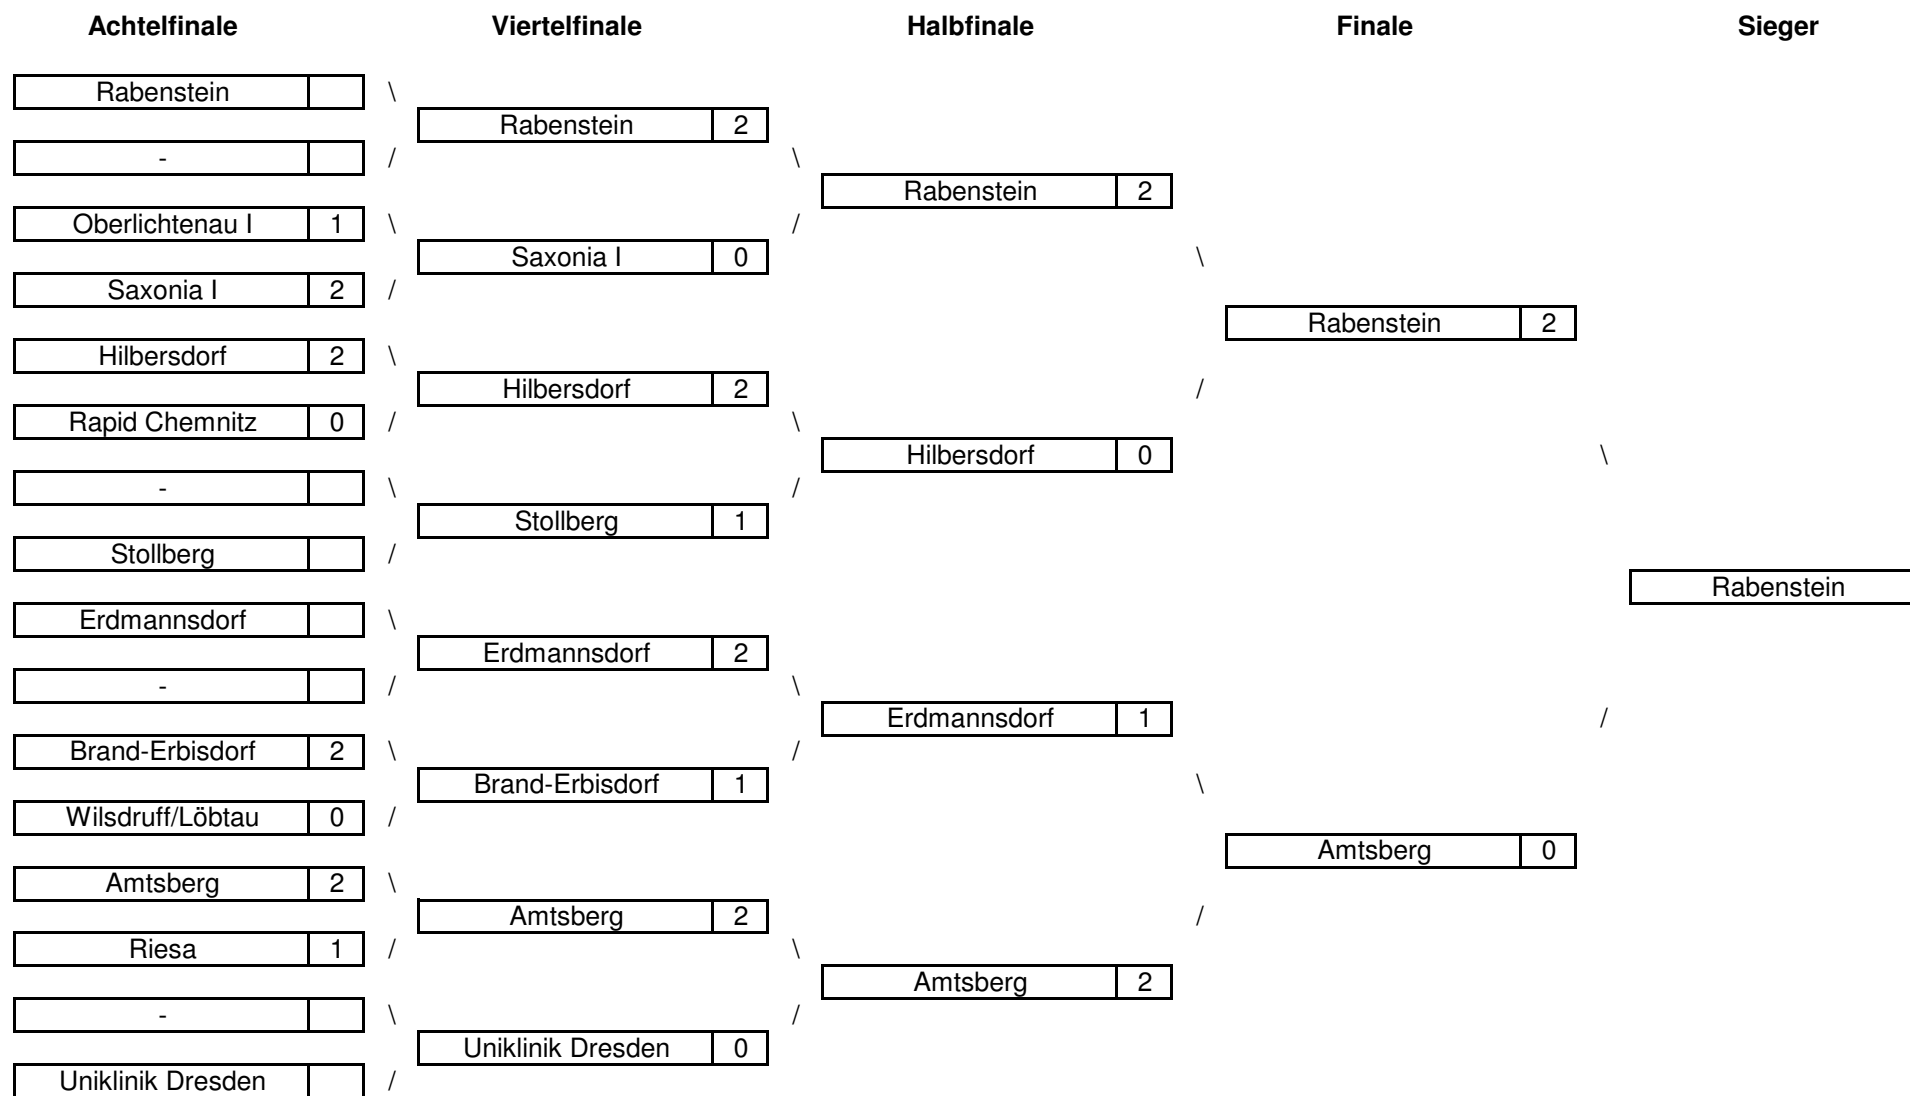 Achtelfinale Viertelfinale Halbfinale Finale Sieger
Rabenstein \
Rabenstein 2
- / \
Rabenstein 2
Oberlichtenau I 1 \ /
Saxonia I 0 \
Saxonia I 2 /
Rabenstein 2
Hilbersdorf 2 \
Hilbersdorf 2 /
Rapid Chemnitz 0 / \
Hilbersdorf 0 \
- \ /
Stollberg 1
Stollberg /
Rabenstein
Erdmannsdorf \
Erdmannsdorf 2
- / \
Erdmannsdorf 1 /
Brand-Erbisdorf 2 \ /
Brand-Erbisdorf 1 \
Wilsdruff/Löbtau 0 /
Amtsberg 0
Amtsberg 2 \
Amtsberg 2 /
Riesa 1 / \
Amtsberg 2
- \ /
Uniklinik Dresden 0
Uniklinik Dresden /